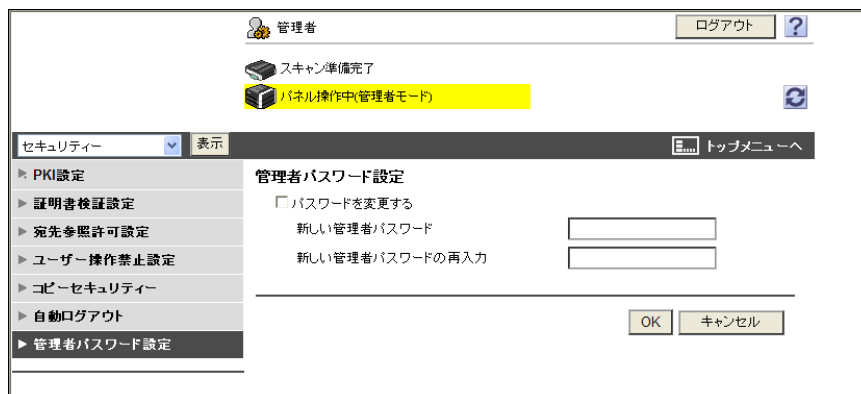 管理者
ログアウト
?
スキャン準備完了
パネル操作中(管理者モード)
セキュリティー
表示
トップメニューへ
PKI設定
証明書検証設定
宛先参照許可設定
ユーザー操作禁止設定
コピーセキュリティー
自動ログアウト
管理者パスワード設定
管理者パスワード設定
パスワードを変更する
新しい管理者パスワード
新しい管理者パスワードの再入力
OK
キャンセル